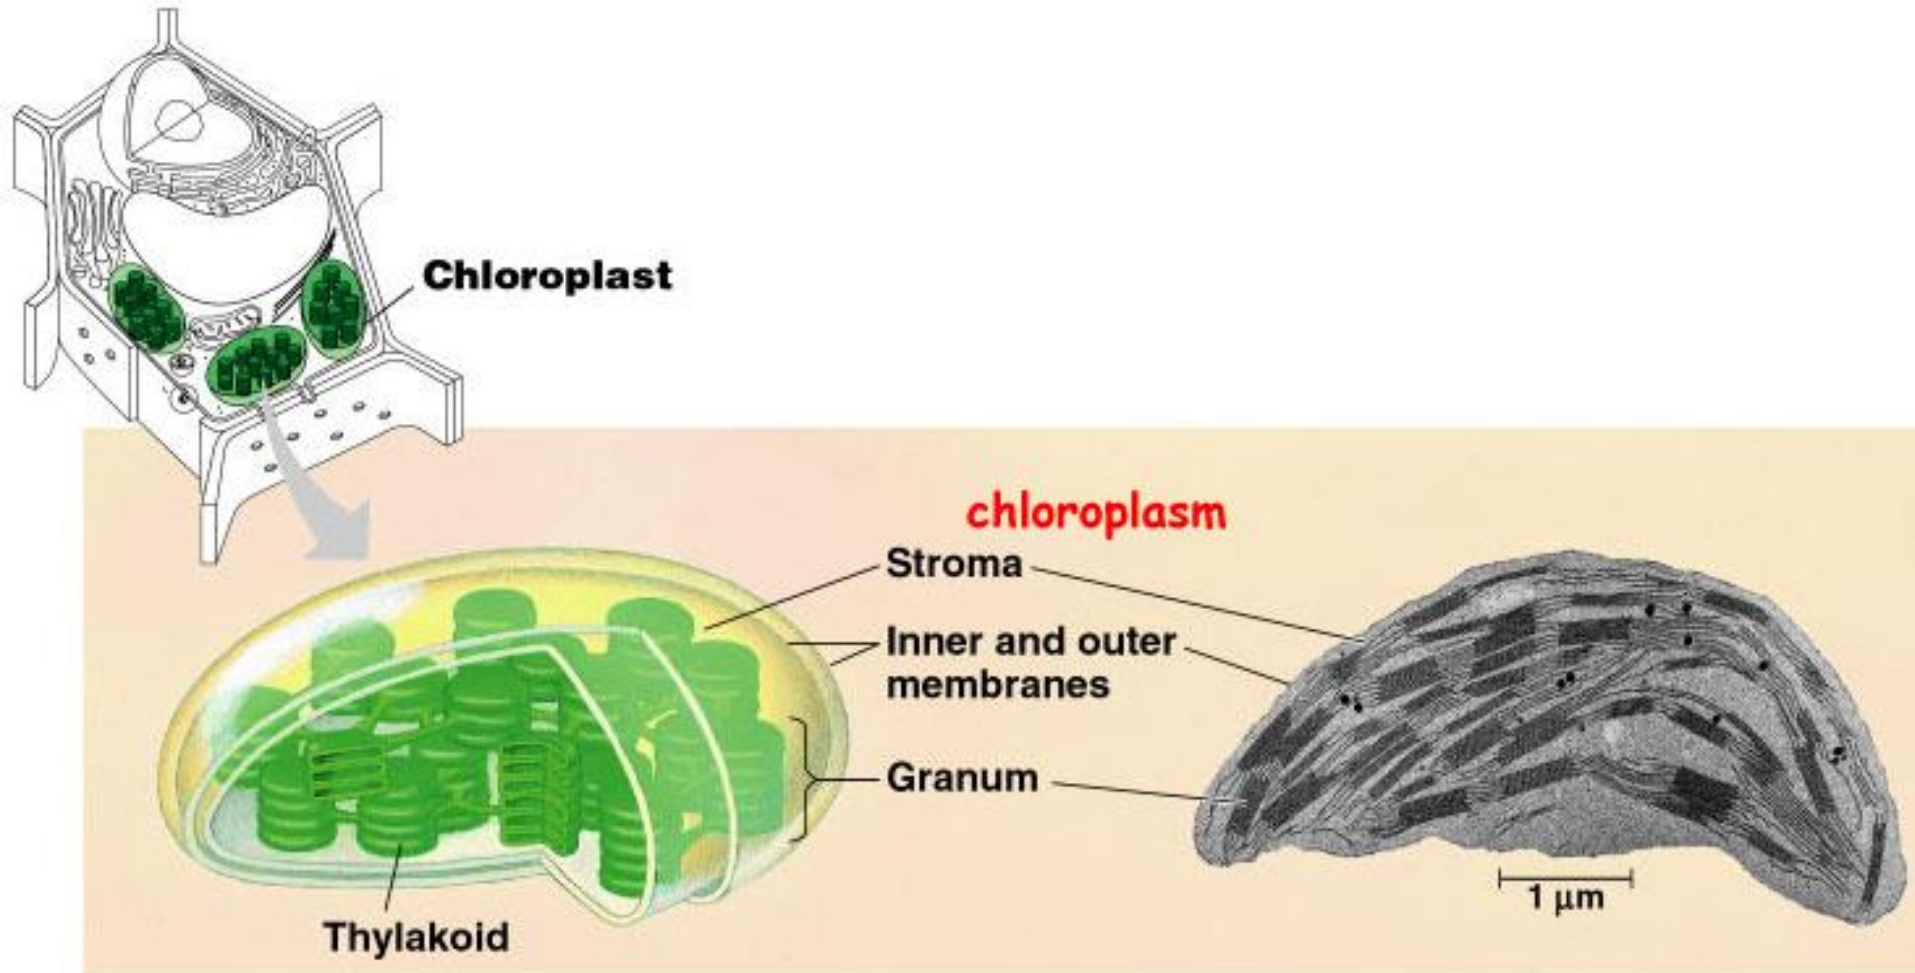 Chloroplast
chloroplasm
Stroma
Inner and outer
membranes
Granum
1 μm
Thylakoid